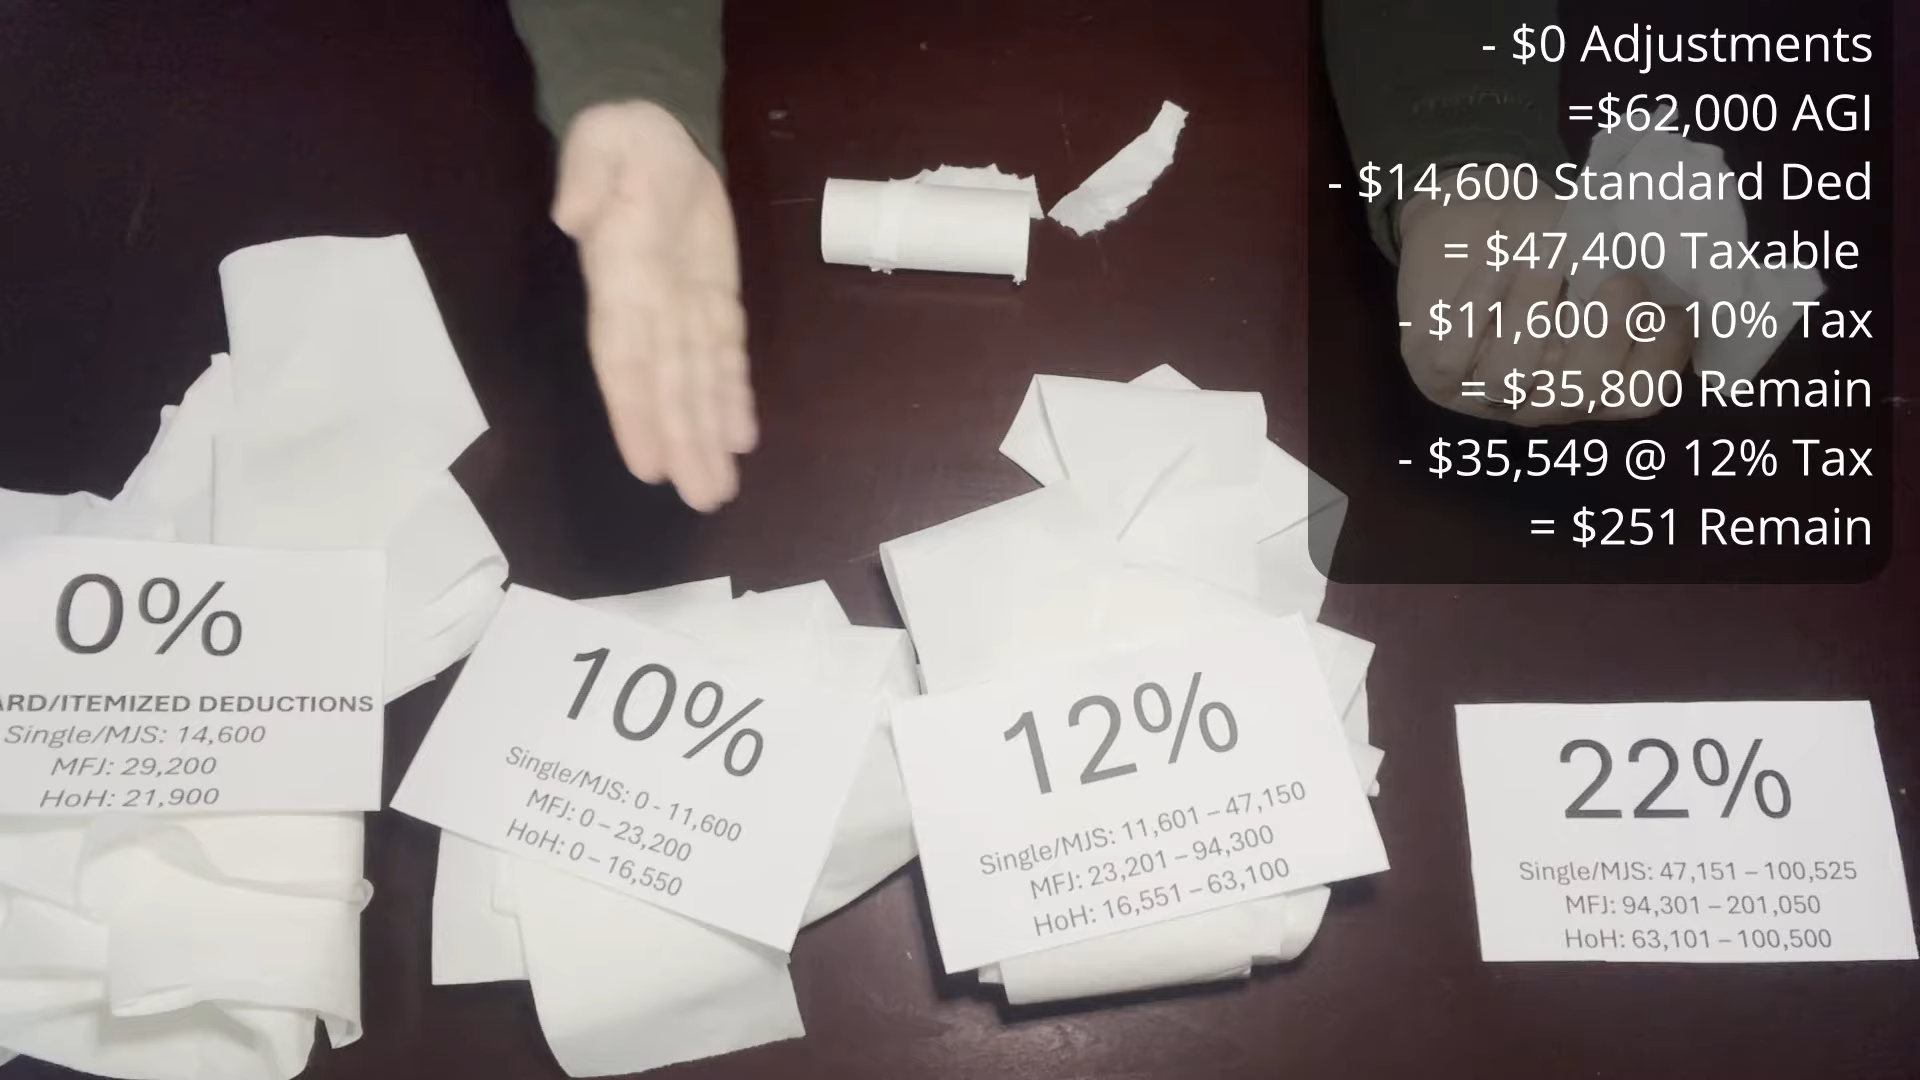 - $0 Adjustments
=$62,000 AGI
- $14,600 Standard Ded
= $47,400 Taxable
- $11,600 @ 10% Tax
= $35,800 Remain
- $35,549 @ 12% Tax
= $251 Remain
0%
ARD/ITEMIZED DEDUCTIONS
Single/MJS: 14,600
MFJ: 29,200
HoH: 21,900
10%
Single/MJS: 0 - 11,600
MFJ: 0 – 23,200
HoH: 0 – 16,550
12%
Single/MJS: 11,601 – 47,150
MFJ: 23,201 – 94,300
HoH: 16,551 – 63,100
22%
Single/MJS: 47,151 – 100,525
MFJ: 94,301 – 201,050
HoH: 63,101 – 100,500